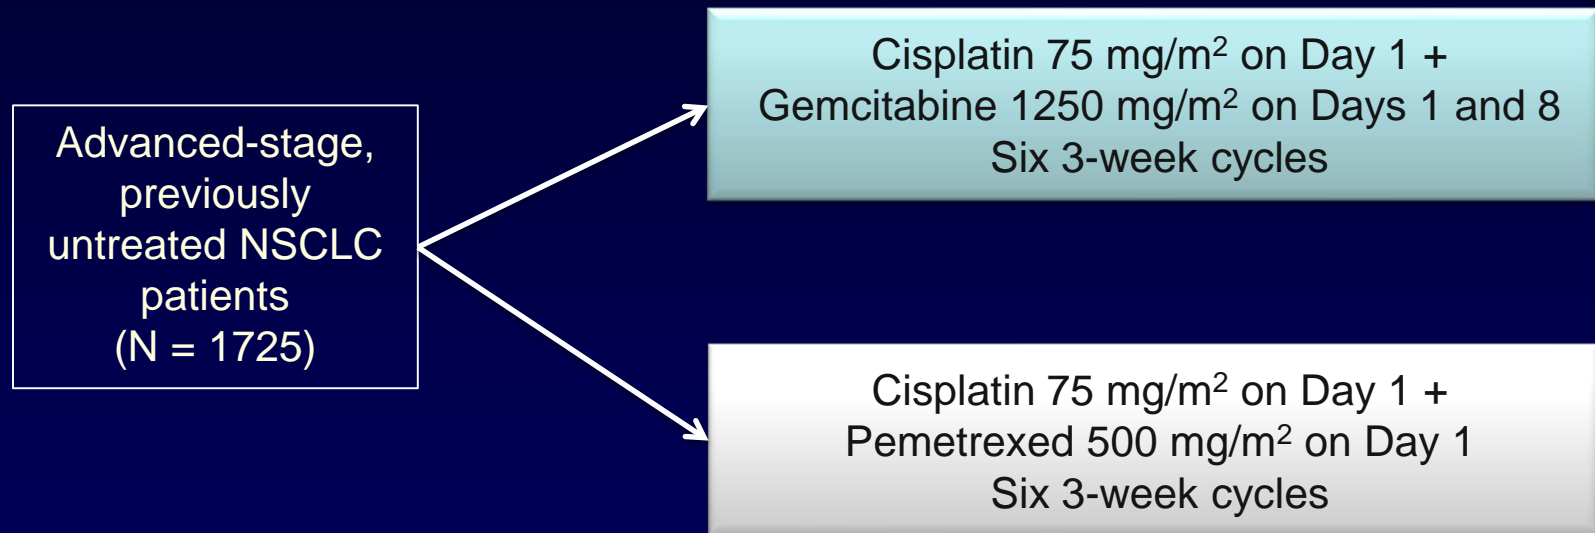 Advanced-stage,
previously
untreated NSCLC
patients
(N = 1725)
Cisplatin 75 mg/m² on Day 1 +
Gemcitabine 1250 mg/m² on Days 1 and 8
Six 3-week cycles
Cisplatin 75 mg/m² on Day 1 +
Pemetrexed 500 mg/m² on Day 1
Six 3-week cycles